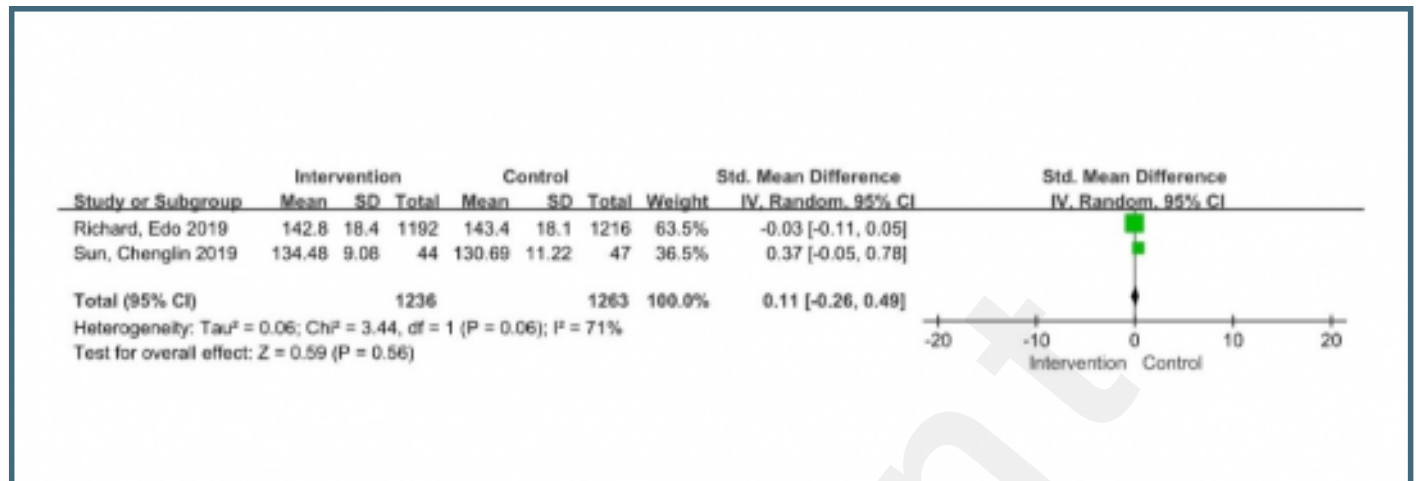 Intervention Control Std. Mean Difference Std. Mean Difference
Study or Subgroup Mean SD Total Mean SD Total Weight IV, Random, 95% CI IV, Random, 95% CI
Richard, Edo 2019 142.8 18.4 1192 143.4 18.1 1216 63.5% -0.03 [-0.11, 0.05]
Sun, Chenglin 2019 134.48 9.08 44 130.69 11.22 47 36.5% 0.37 [-0.05, 0.78]
Total (95% CI) 1236 1263 100.0% 0.11 [-0.26, 0.49]
Heterogeneity: Tau² = 0.06; Chi² = 3.44, df = 1 (P = 0.06); I² = 71%
Test for overall effect: Z = 0.59 (P = 0.56)
-20 -10 0 10 20
Intervention Control
nt